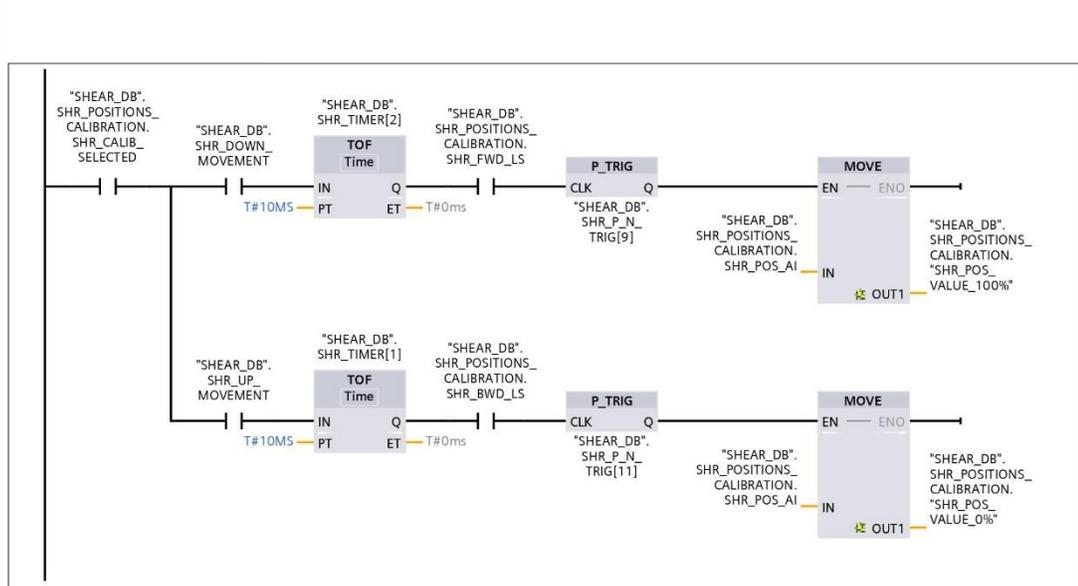 "SHEAR_DB".
SHR_POSITIONS_
CALIBRATION.
SHR_CALIB_
SELECTED
"SHEAR_DB".
SHR_DOWN_
MOVEMENT
"SHEAR_DB".
SHR_TIMER[2]
TOF
Time
IN
Q
T#10MS
PT
ET
T#0ms
"SHEAR_DB".
SHR_POSITIONS_
CALIBRATION.
SHR_FWD_LS
P_TRIG
CLK
Q
"SHEAR_DB".
SHR_P_N_
TRIG[9]
MOVE
EN
ENO
"SHEAR_DB".
SHR_POSITIONS_
CALIBRATION.
SHR_POS_AI
IN
OUT1
"SHEAR_DB".
SHR_POSITIONS_
CALIBRATION.
"SHR_POS_
VALUE_100%"
"SHEAR_DB".
SHR_UP_
MOVEMENT
"SHEAR_DB".
SHR_TIMER[1]
TOF
Time
IN
Q
T#10MS
PT
ET
T#0ms
"SHEAR_DB".
SHR_POSITIONS_
CALIBRATION.
SHR_BWD_LS
P_TRIG
CLK
Q
"SHEAR_DB".
SHR_P_N_
TRIG[11]
MOVE
EN
ENO
"SHEAR_DB".
SHR_POSITIONS_
CALIBRATION.
SHR_POS_AI
IN
OUT1
"SHEAR_DB".
SHR_POSITIONS_
CALIBRATION.
"SHR_POS_
VALUE_0%"